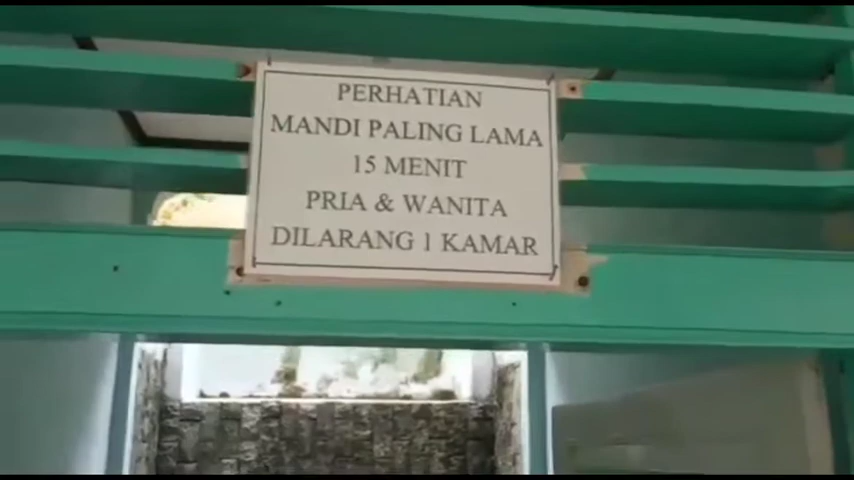 PERHATIAN
MANDI PALING LAMA
15 MENIT
PRIA & WANITA
DILARANG 1 KAMAR